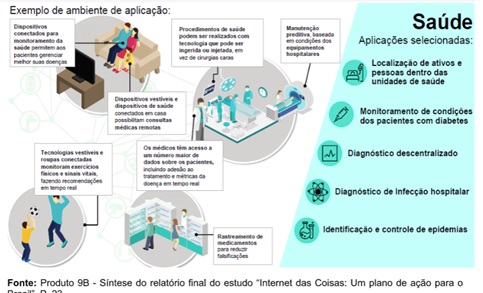 Exemplo de ambiente de aplicação:
Dispositivos
conectados para
monitoramento da
saúde permitem aos
pacientes gerenciar
melhor suas doenças
Procedimentos de saúde
podem ser realizados com
tecnologia que pode ser
ingerida ou injetada, em
vez de cirurgias caras
Manutenção
preditiva, baseada
em condições dos
equipamentos
hospitalares
Dispositivos vestíveis e
dispositivos de saúde
conectados em casa
possibilitam consultas
médicas remotas
Tecnologias vestíveis e
roupas conectadas
monitoram exercícios
físicos e sinais vitais,
fazendo recomendações
em tempo real
Os médicos têm acesso a
um número maior de
dados sobre os pacientes,
incluindo adesão ao
tratamento e métricas da
doença em tempo real
Rastreamento de
medicamentos
para reduzir
falsificações
Saúde
Aplicações selecionadas:
Localização de ativos e
pessoas dentro das
unidades de saúde
Monitoramento de condições
dos pacientes com diabetes
Diagnóstico descentralizado
Diagnóstico de infecção hospitalar
Identificação e controle de epidemias
Fonte: Produto 9B - Síntese do relatório final do estudo “Internet das Coisas: Um plano de ação para o